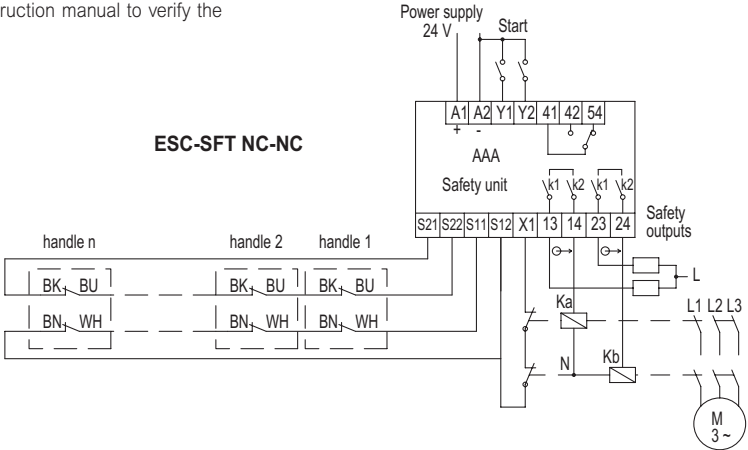 ruction manual to verify the
Power supply
24 V
Start
ESC-SFT NC-NC
A1 A2 Y1 Y2 41 42 54
+ -
AAA
Safety unit
k1 k2 k1 k2
S21 S22 S11 S12 X1 13 14 23 24
Safety
outputs
handle n handle 2 handle 1
BK BU BK BU BK BU
BN WH BN WH BN WH
L
Ka
L1 L2 L3
N
Kb
M
3 ~